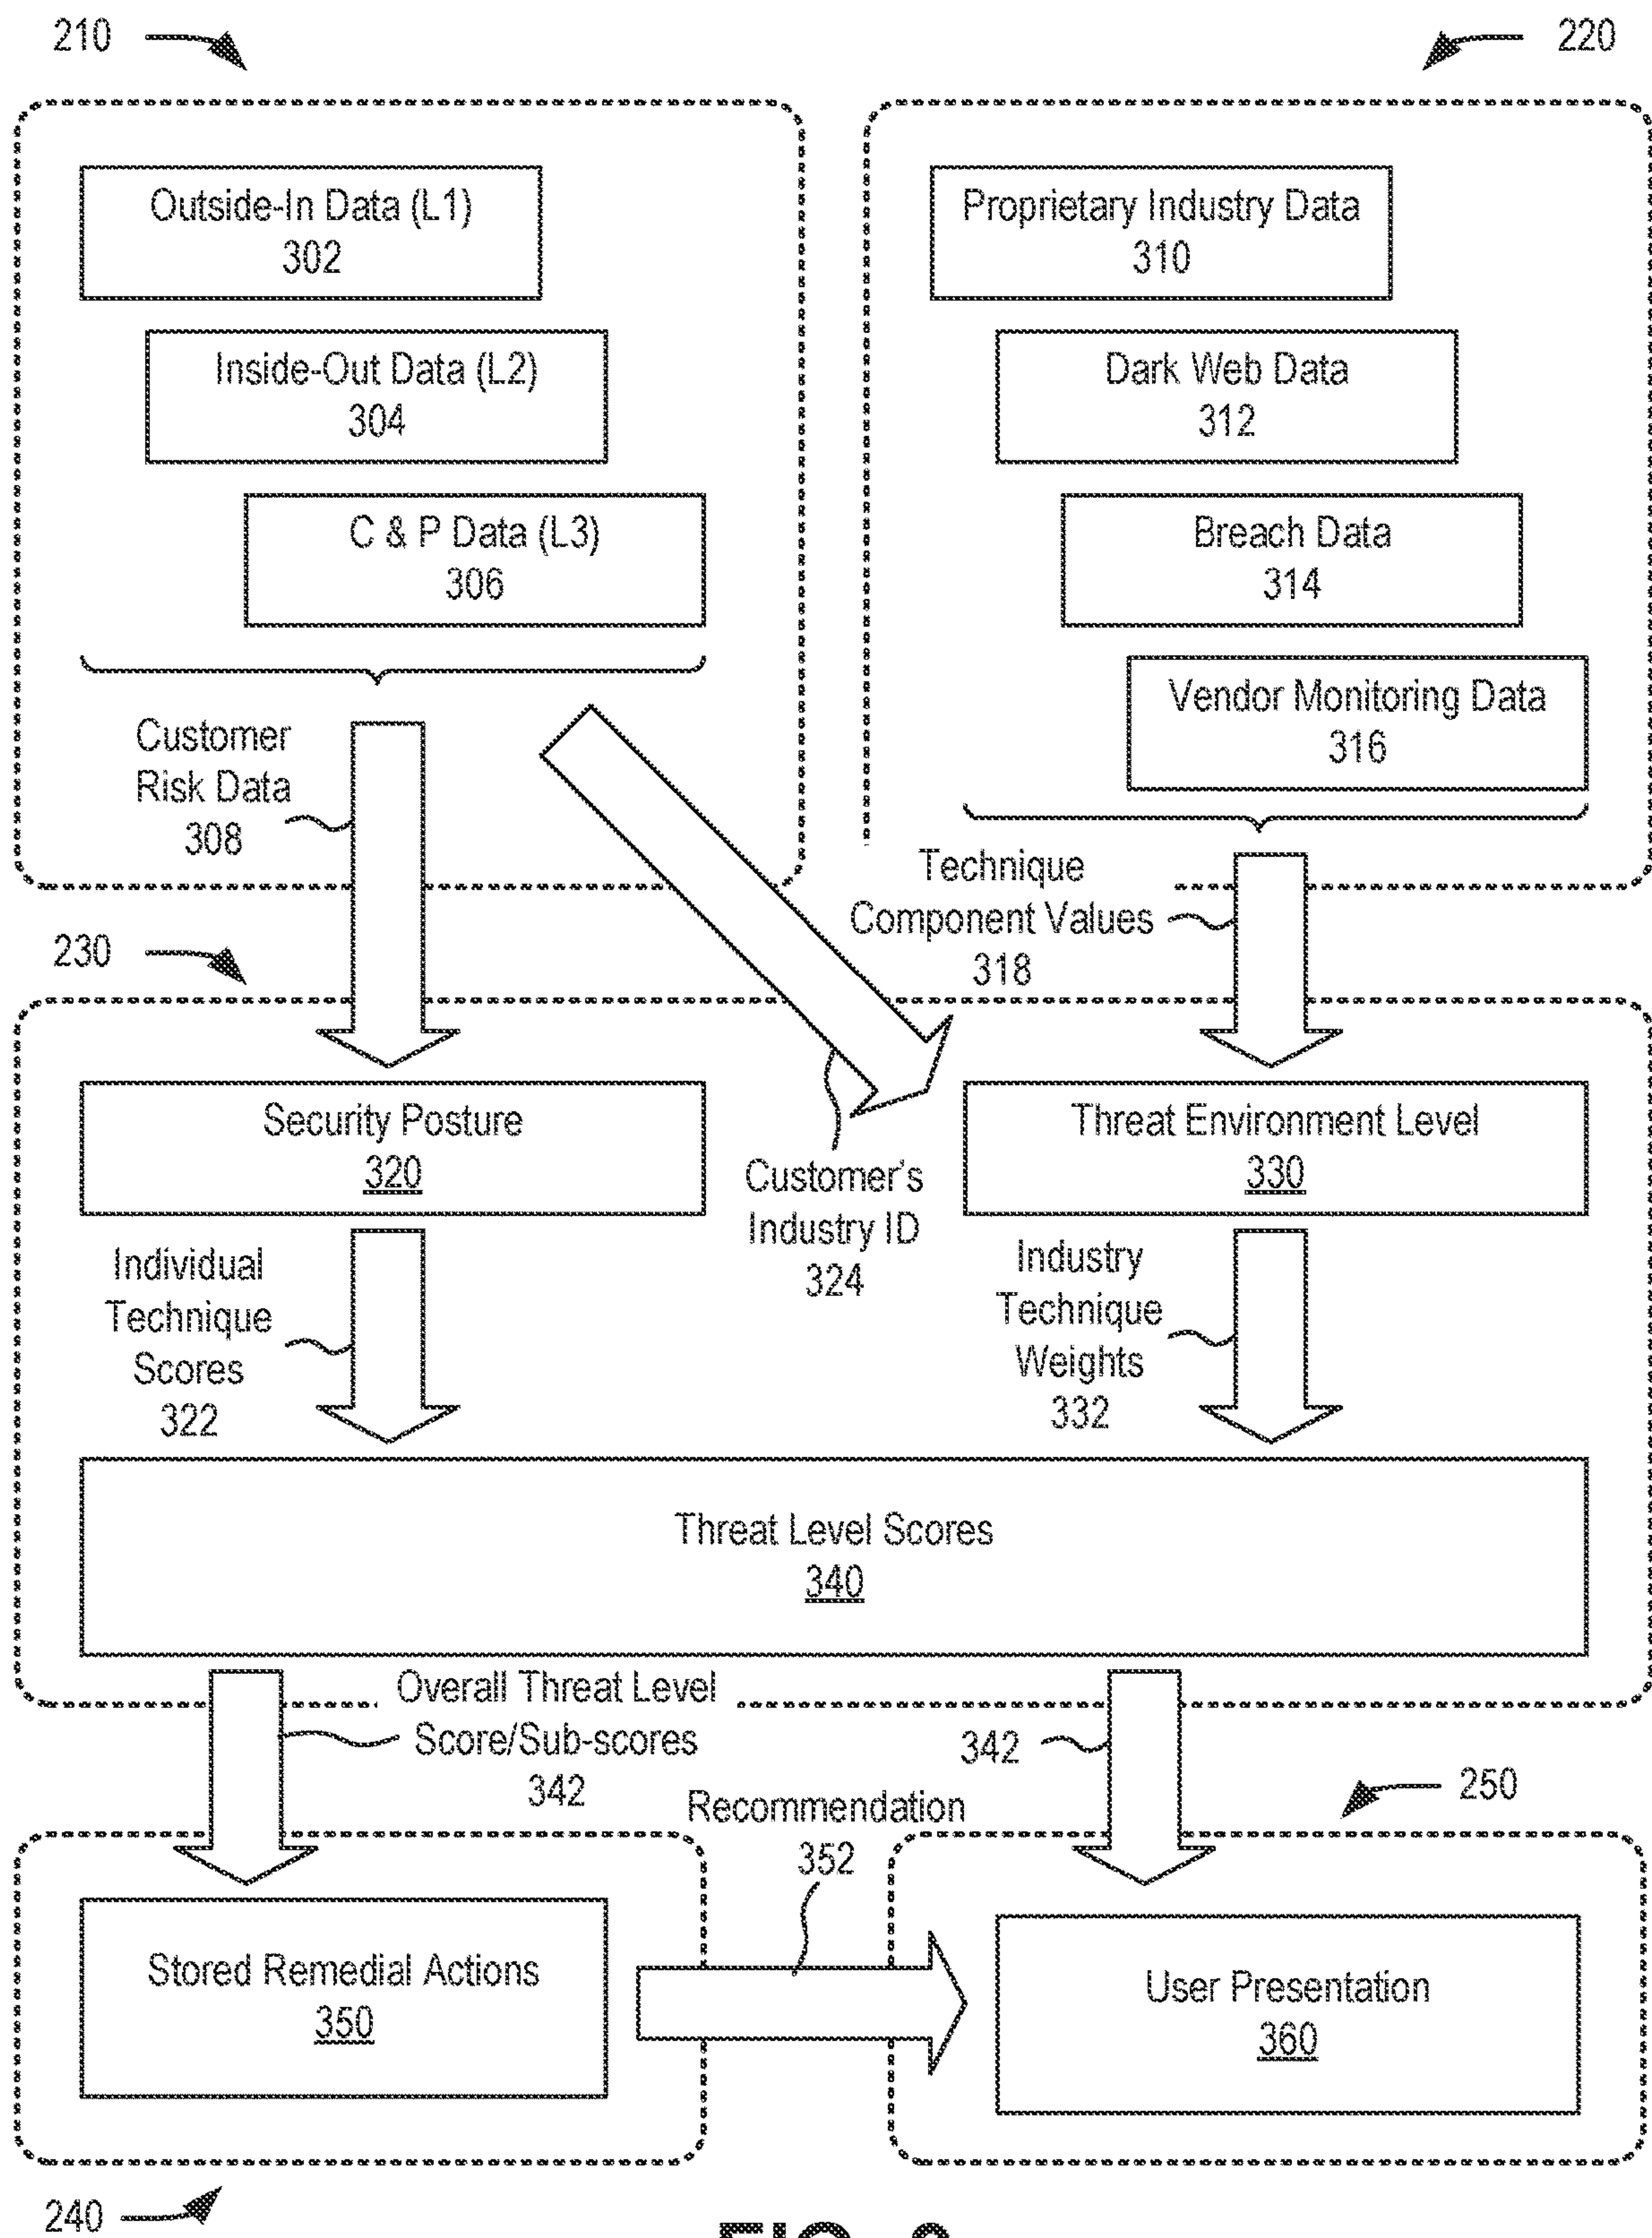 210
220
Outside-In Data (L1)
302
Inside-Out Data (L2)
304
C & P Data (L3)
306
Proprietary Industry Data
310
Dark Web Data
312
Breach Data
314
Vendor Monitoring Data
316
Customer
Risk Data
308
Technique
Component Values
318
230
Security Posture
320
Customer's
Industry ID
324
Threat Environment Level
330
Individual
Technique
Scores
322
Industry
Technique
Weights
332
Threat Level Scores
340
Overall Threat Level
Score/Sub-scores
342
342
250
Recommendation
352
Stored Remedial Actions
350
User Presentation
360
240